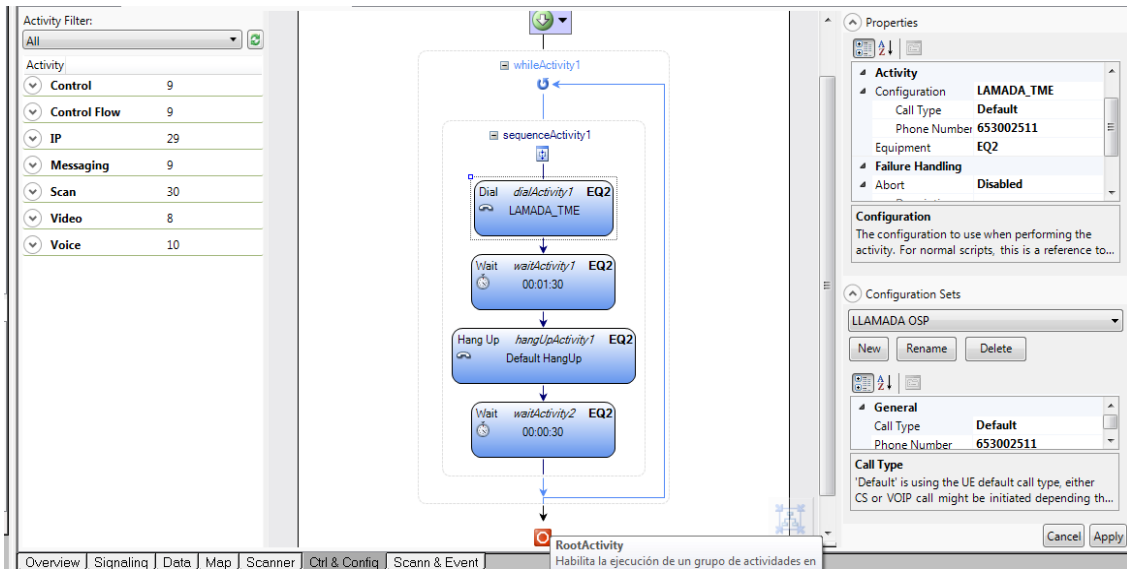 Activity Filter:
All
Activity
Control 9
Control Flow 9
IP 29
Messaging 9
Scan 30
Video 8
Voice 10
whileActivity1
sequenceActivity1
Dial dialActivity1 EQ2
LAMADA_TME
Wait waitActivity1 EQ2
00:01:30
Hang Up hangUpActivity1 EQ2
Default HangUp
Wait waitActivity2 EQ2
00:00:30
RootActivity
Habilita la ejecución de un grupo de actividades en
Properties
Activity
Configuration LAMADA_TME
Call Type Default
Phone Number 653002511
Equipment EQ2
Failure Handling
Abort Disabled
Configuration
The configuration to use when performing the
activity. For normal scripts, this is a reference to...
Configuration Sets
LLAMADA OSP
New Rename Delete
General
Call Type Default
Phone Number 653002511
Call Type
'Default' is using the UE default call type, either
CS or VOIP call might be initiated depending th...
Cancel Apply
Overview Signaling Data Map Scanner Ctrl & Config Scann & Event